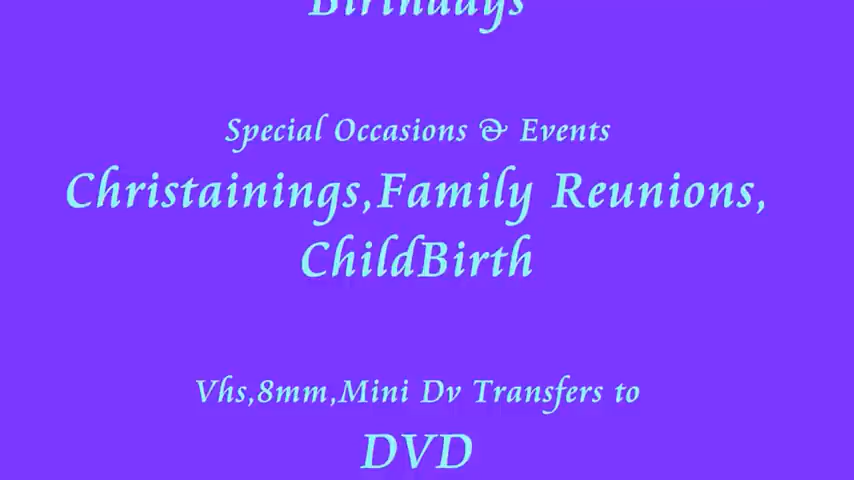 Birthdays
Special Occasions & Events
Christainings,Family Reunions,
ChildBirth
Vhs,8mm,Mini Dv Transfers to
DVD